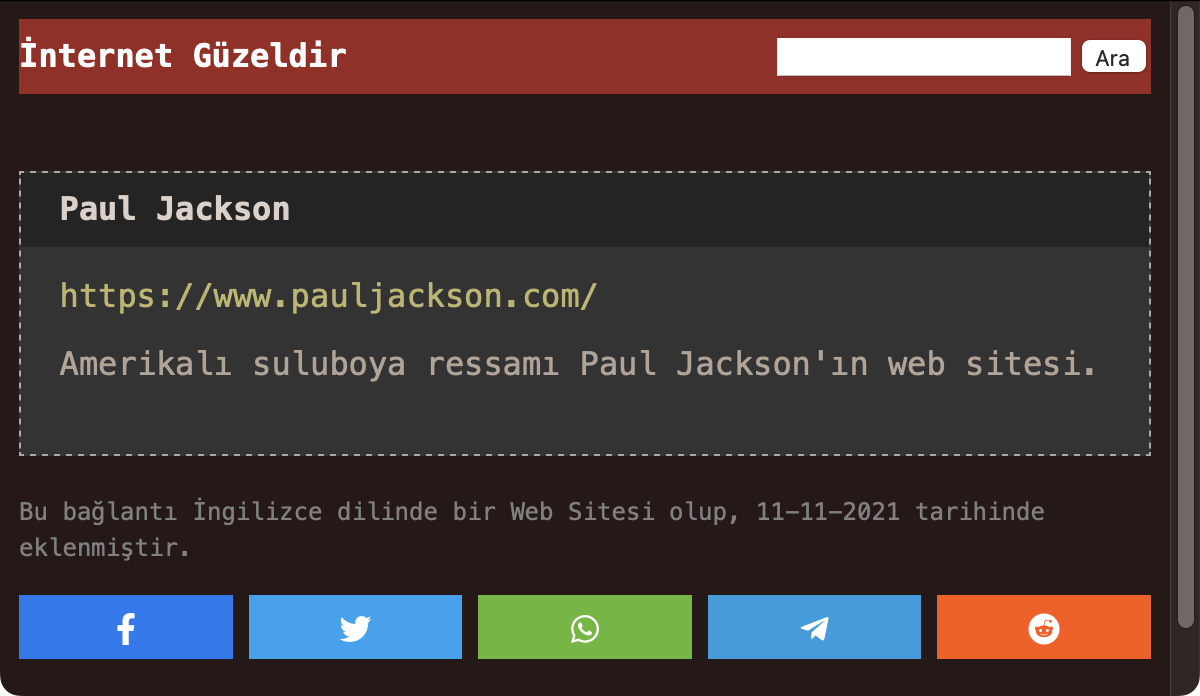 İnternet Güzeldir
Ara
Paul Jackson
https://www.pauljackson.com/
Amerikalı suluboya ressamı Paul Jackson'ın web sitesi.
Bu bağlantı İngilizce dilinde bir Web Sitesi olup, 11-11-2021 tarihinde
eklenmiştir.